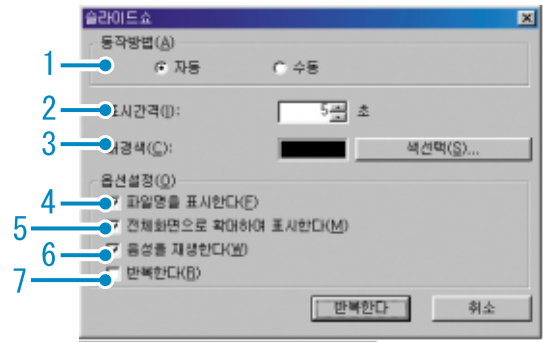 슬라이드쇼
동작방법(A)
1 자동 수동
2 표시간격(I): 5 초
3 배경색(C): 색선택(S)...
옵션설정(O)
4 파일명을 표시한다(F)
5 전체화면으로 확대하여 표시한다(M)
6 음성을 재생한다(W)
7 반복한다(R)
반복한다 취소